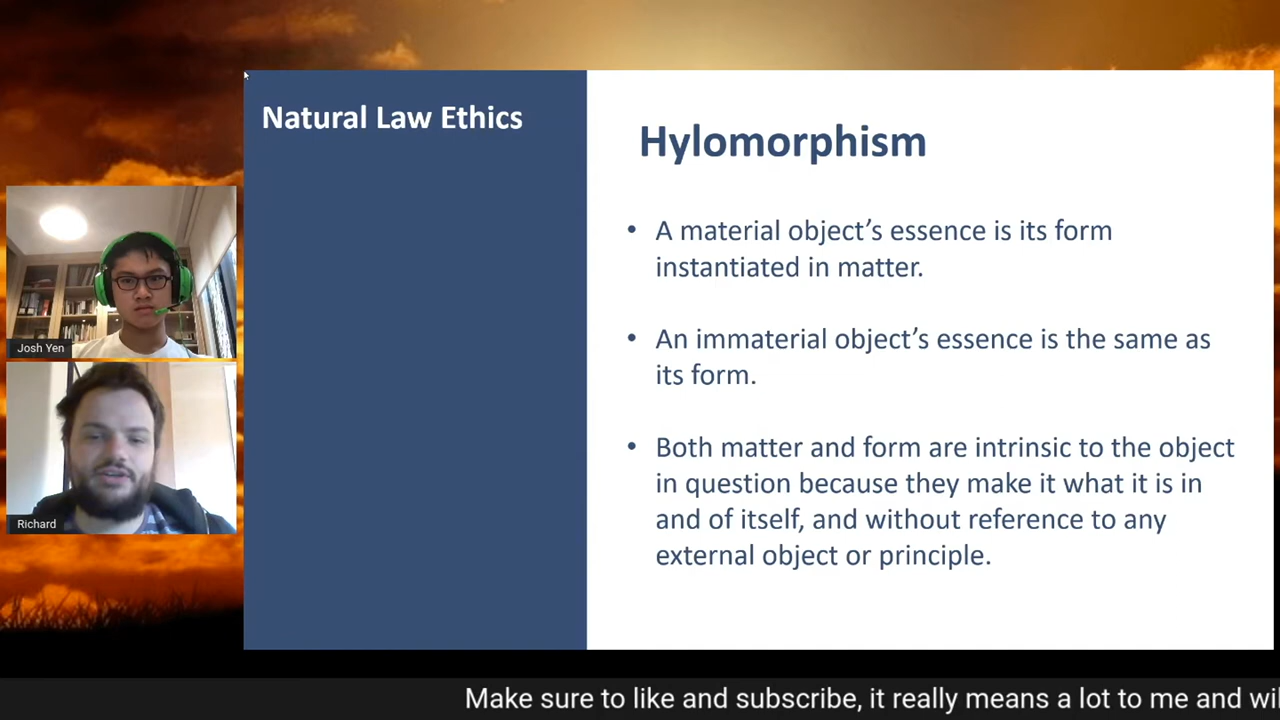 Natural Law Ethics
Hylomorphism
• A material object’s essence is its form
instantiated in matter.
• An immaterial object’s essence is the same as
its form.
• Both matter and form are intrinsic to the object
in question because they make it what it is in
and of itself, and without reference to any
external object or principle.
Josh Yen
Richard
Make sure to like and subscribe, it really means a lot to me and wil